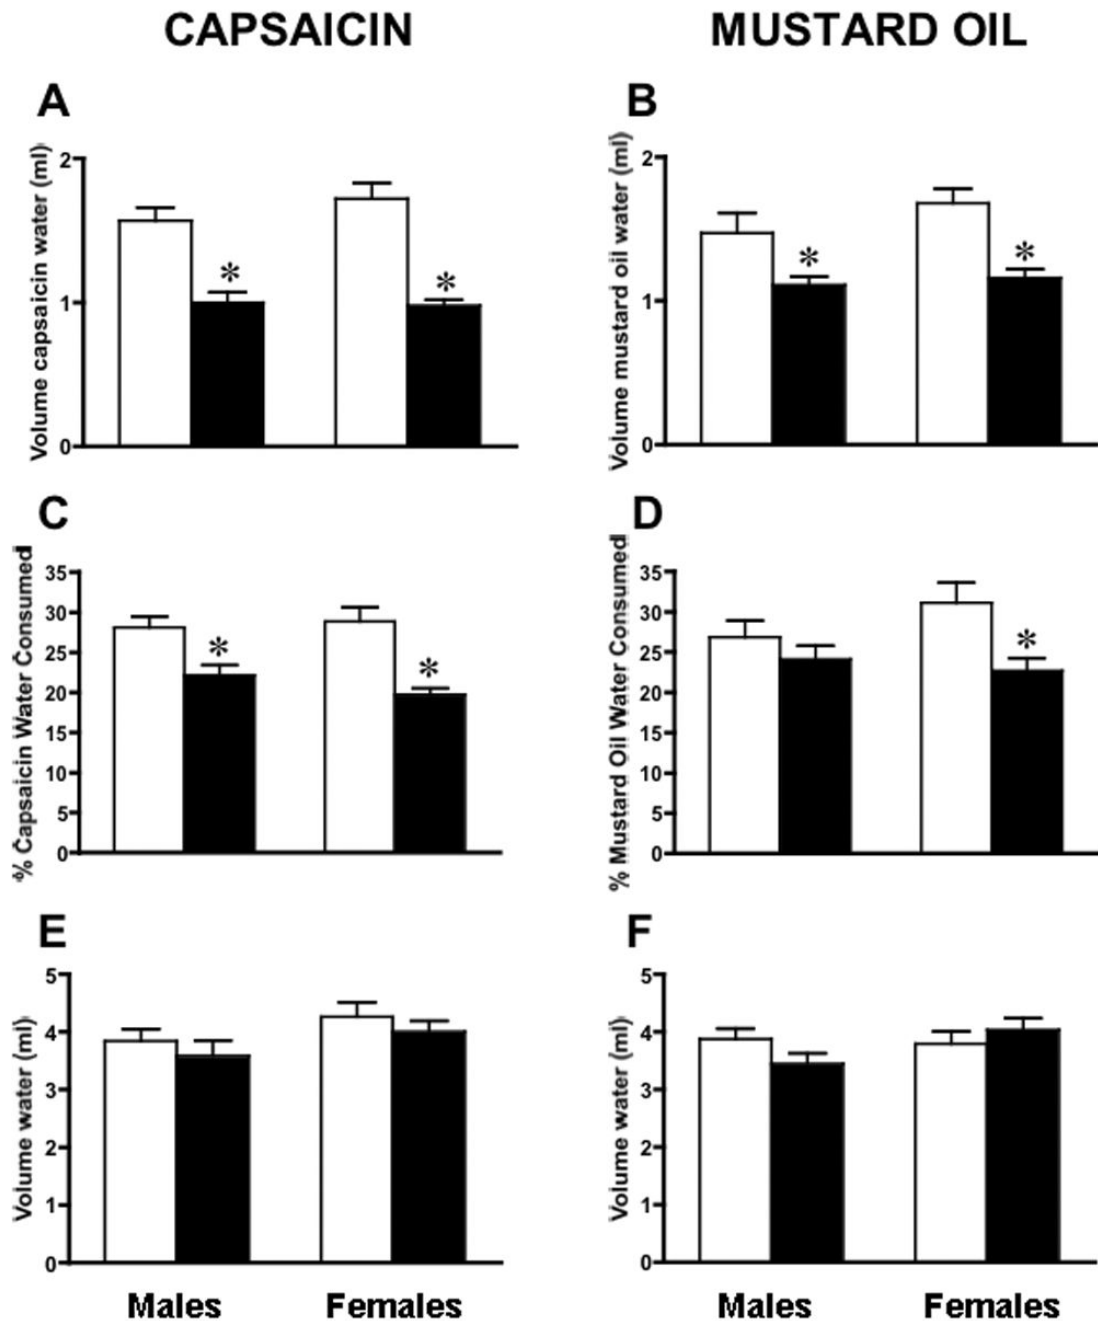 CAPSAICIN
MUSTARD OIL
A
Volume capsaicin water (ml)
2
1
0
*
*
B
Volume mustard oil water (ml)
2
1
0
*
*
C
% Capsaicin Water Consumed
35
30
25
20
15
10
5
0
*
*
D
% Mustard Oil Water Consumed
35
30
25
20
15
10
5
0
*
E
Volume water (ml)
5
4
3
2
1
0
Males
Females
F
Volume water (ml)
5
4
3
2
1
0
Males
Females